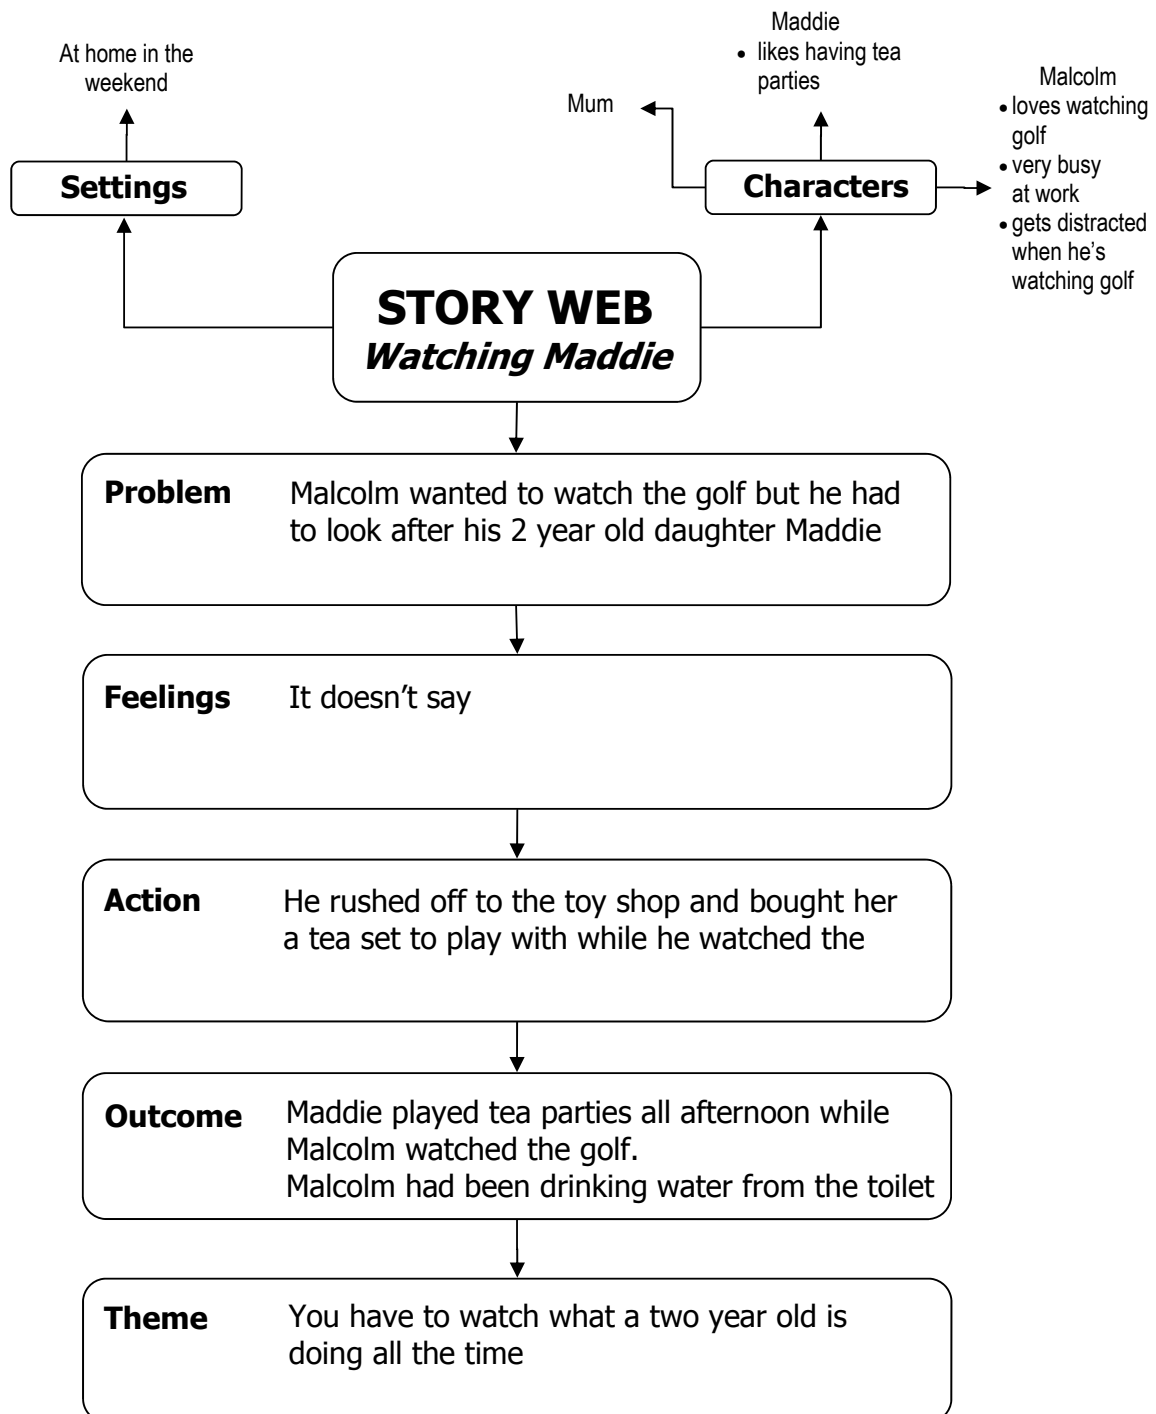 At home in the
weekend
Settings
Maddie
• likes having tea
parties
Mum
Characters
Malcolm
• loves watching
golf
• very busy
at work
• gets distracted
when he's
watching golf
STORY WEB
Watching Maddie
Problem Malcolm wanted to watch the golf but he had
to look after his 2 year old daughter Maddie
Feelings It doesn’t say
Action He rushed off to the toy shop and bought her
a tea set to play with while he watched the
Outcome Maddie played tea parties all afternoon while
Malcolm watched the golf.
Malcolm had been drinking water from the toilet
Theme You have to watch what a two year old is
doing all the time